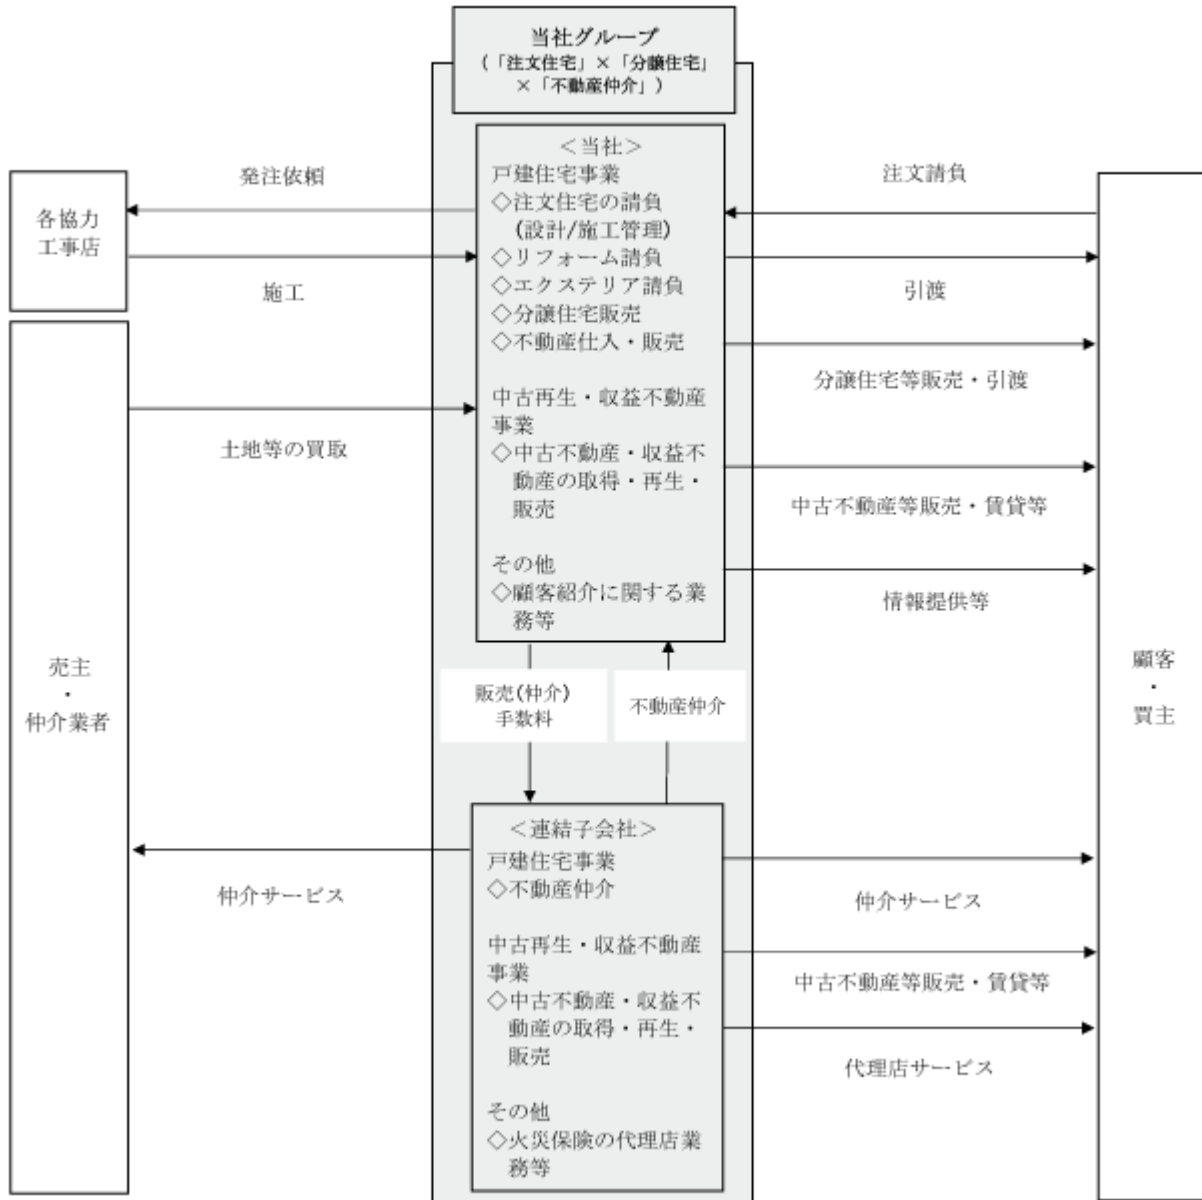 当社グループ
(「注文住宅」×「分譲住宅」
×「不動産仲介」)
＜当社＞
戸建住宅事業
◇注文住宅の請負
(設計/施工管理)
◇リフォーム請負
◇エクステリア請負
◇分譲住宅販売
◇不動産仕入・販売
中古再生・収益不動産
事業
◇中古不動産・収益不
動産の取得・再生・
販売
その他
◇顧客紹介に関する業
務等
発注依頼
各協力
工事店
施工
土地等の買取
売主
・
仲介業者
仲介サービス
注文請負
引渡
分譲住宅等販売・引渡
中古不動産等販売・賃貸等
情報提供等
顧客
・
買主
販売(仲介)
手数料
不動産仲介
＜連結子会社＞
戸建住宅事業
◇不動産仲介
中古再生・収益不動産
事業
◇中古不動産・収益不
動産の取得・再生・
販売
その他
◇火災保険の代理店業
務等
仲介サービス
中古不動産等販売・賃貸等
代理店サービス